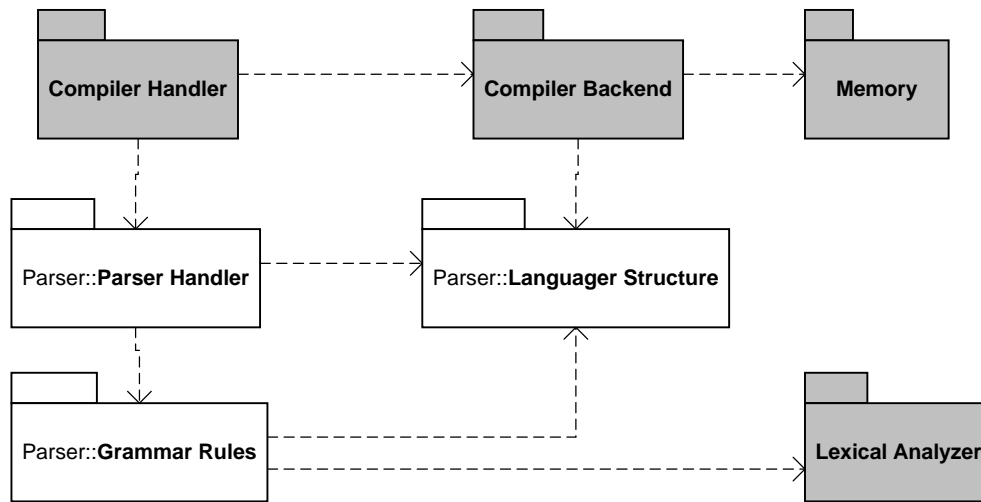 Compiler Handler
Compiler Backend
Memory
Parser::Parser Handler
Parser::Languager Structure
Parser::Grammar Rules
Lexical Analyzer